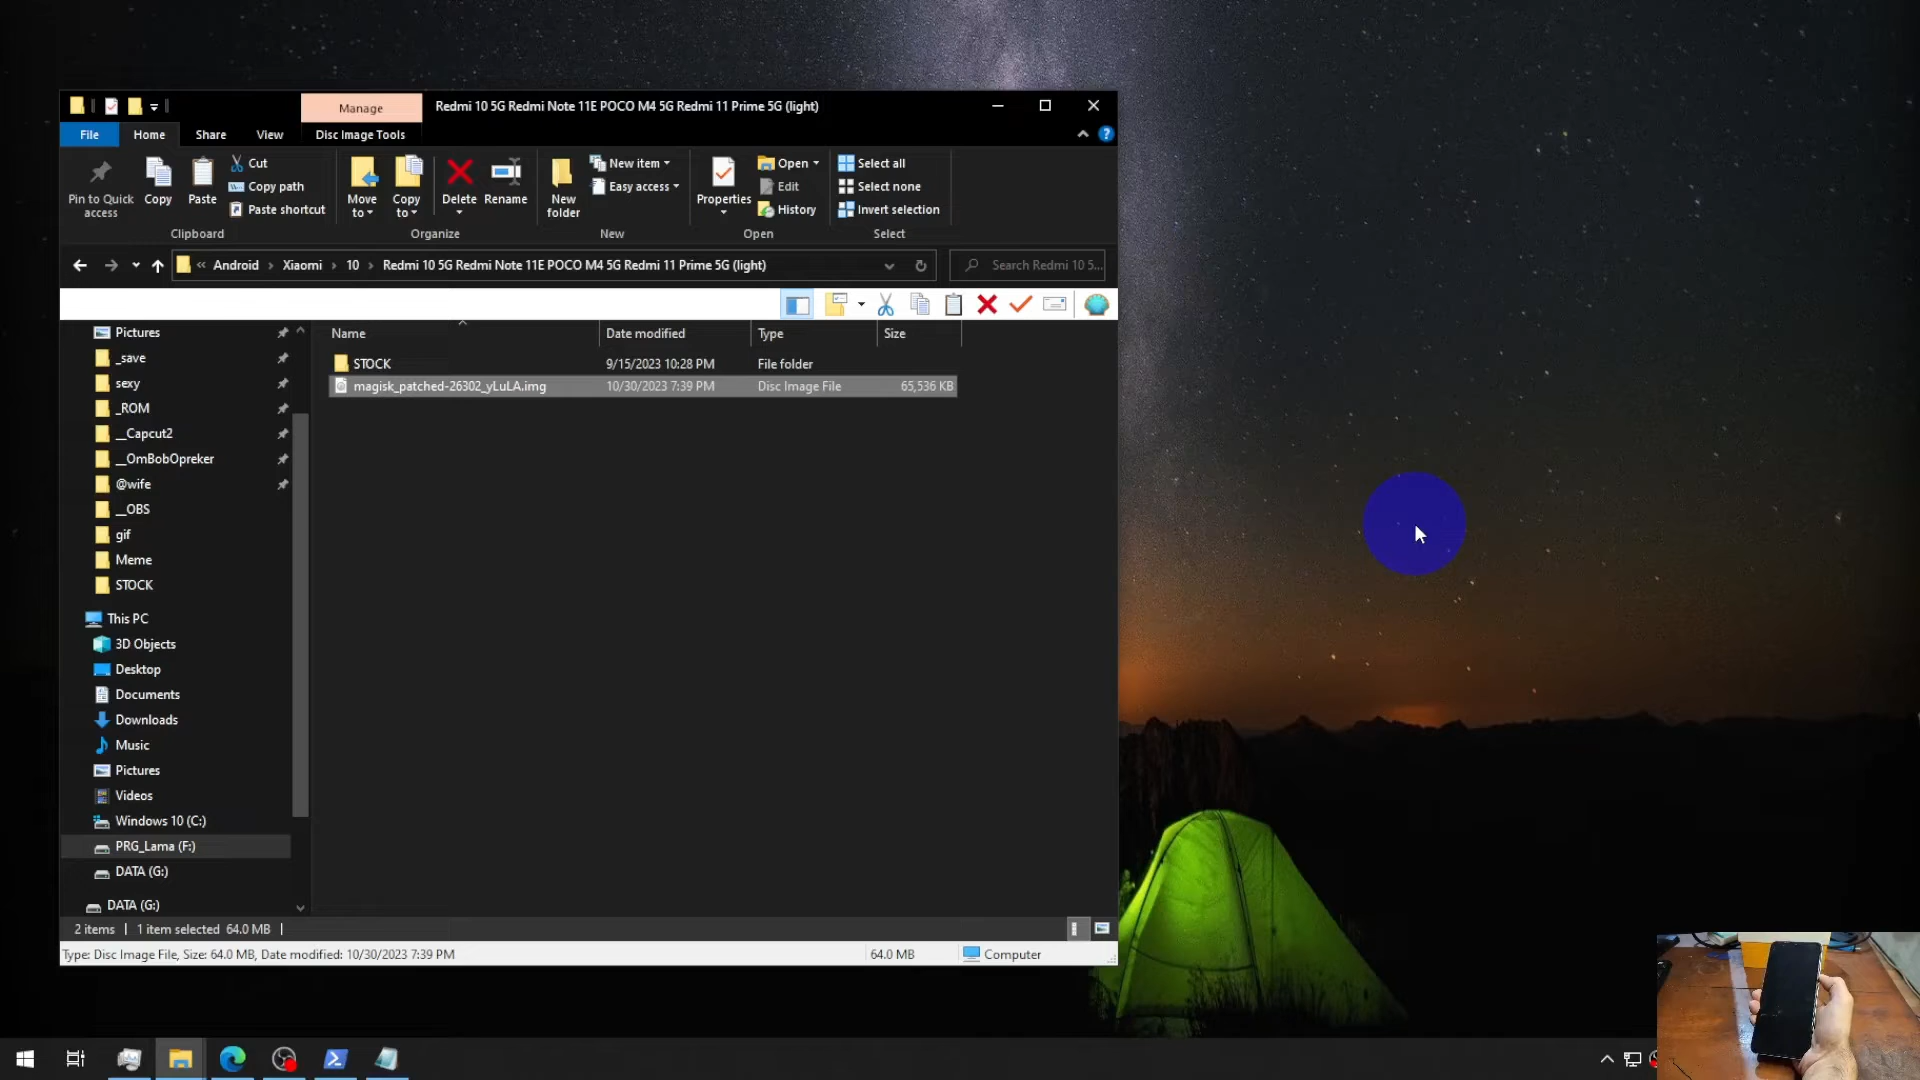 Manage
Redmi 10 5G Redmi Note 11E POCO M4 5G Redmi 11 Prime 5G (light)
File
Home
Share
View
Disc Image Tools
?
Pin to Quick access
Copy
Paste
Cut
Copy path
Paste shortcut
Move to
Copy to
Delete
Rename
New folder
New item
Easy access
Properties
Open
Edit
History
Select all
Select none
Invert selection
Clipboard
Organize
New
Open
Select
« Android › Xiaomi › 10 › Redmi 10 5G Redmi Note 11E POCO M4 5G Redmi 11 Prime 5G (light)
Search Redmi 10 5...
Name
Date modified
Type
Size
STOCK
9/15/2023 10:28 PM
File folder
magisk_patched-26302_yLuLA.img
10/30/2023 7:39 PM
Disc Image File
65,536 KB
Pictures
_save
sexy
_ROM
__Capcut2
__OmBobOpreker
@wife
__OBS
gif
Meme
STOCK
This PC
3D Objects
Desktop
Documents
Downloads
Music
Pictures
Videos
Windows 10 (C:)
PRG_Lama (F:)
DATA (G:)
DATA (G:)
2 items
1 item selected 64.0 MB
Type: Disc Image File, Size: 64.0 MB, Date modified: 10/30/2023 7:39 PM
64.0 MB
Computer